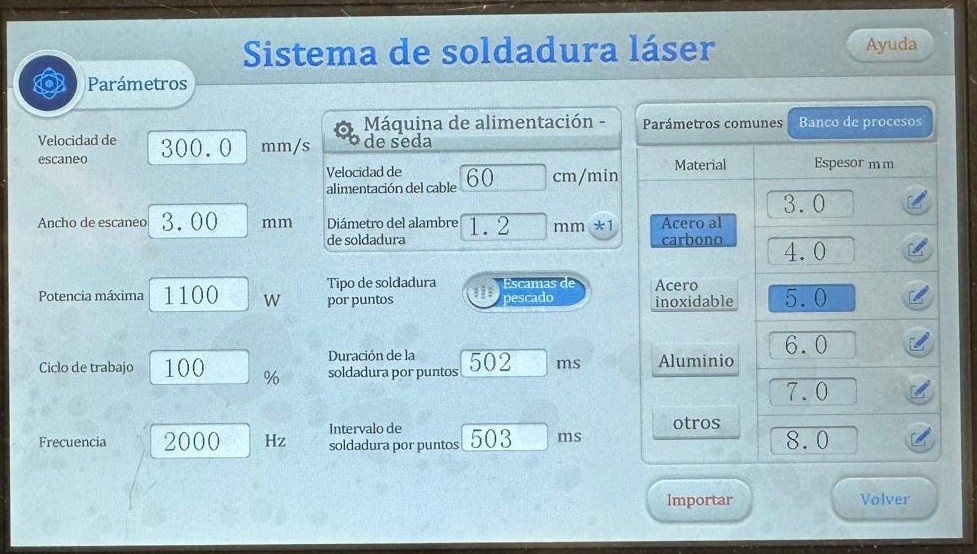 Sistema de soldadura láser
Ayuda
Parámetros
Velocidad de
escaneo
300.0 mm/s
Ancho de escaneo 3.00 mm
Potencia máxima 1100 W
Ciclo de trabajo 100 %
Frecuencia 2000 Hz
Máquina de alimentación -
de seda
Velocidad de
alimentación del cable 60 cm/min
Diámetro del alambre
de soldadura 1.2 mm *1
Tipo de soldadura
por puntos
Escamas de
pescado
Duración de la
soldadura por puntos 502 ms
Intervalo de
soldadura por puntos 503 ms
Parámetros comunes Banco de procesos
Material Espesor mm
Acero al
carbono
Acero
inoxidable
Aluminio
otros
3.0
4.0
5.0
6.0
7.0
8.0
Importar Volver